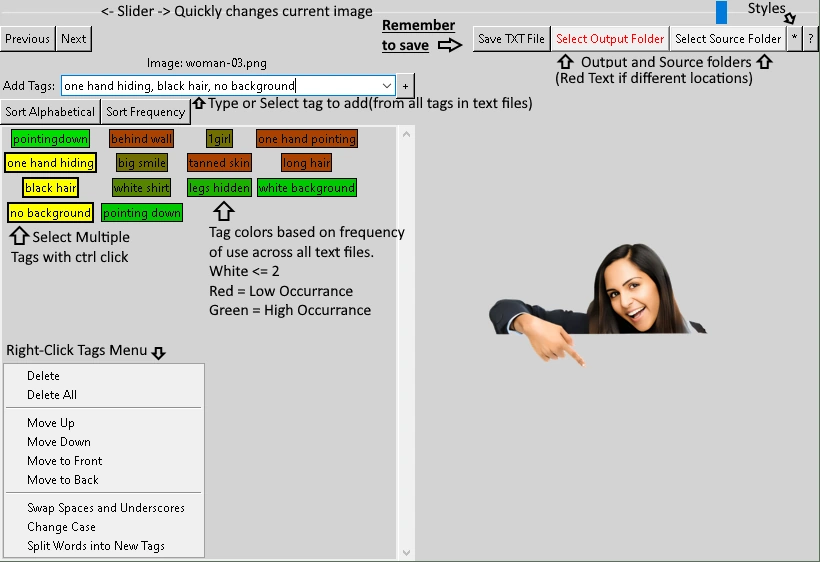 <- Slider -> Quickly changes current image
Styles
Remember
to save
Previous
Next
Save TXT File
Select Output Folder
Select Source Folder
*
?
Image: woman-03.png
Output and Source folders
(Red Text if different locations)
Add Tags:
one hand hiding, black hair, no background
+
Sort Alphabetical
Sort Frequency
Type or Select tag to add(from all tags in text files)
pointingdown
behind wall
1girl
one hand pointing
one hand hiding
big smile
tanned skin
long hair
black hair
white shirt
legs hidden
white background
no background
pointing down
Select Multiple
Tags with ctrl click
Tag colors based on frequency
of use across all text files.
White <= 2
Red = Low Occurrance
Green = High Occurrance
Right-Click Tags Menu
Delete
Delete All
Move Up
Move Down
Move to Front
Move to Back
Swap Spaces and Underscores
Change Case
Split Words into New Tags